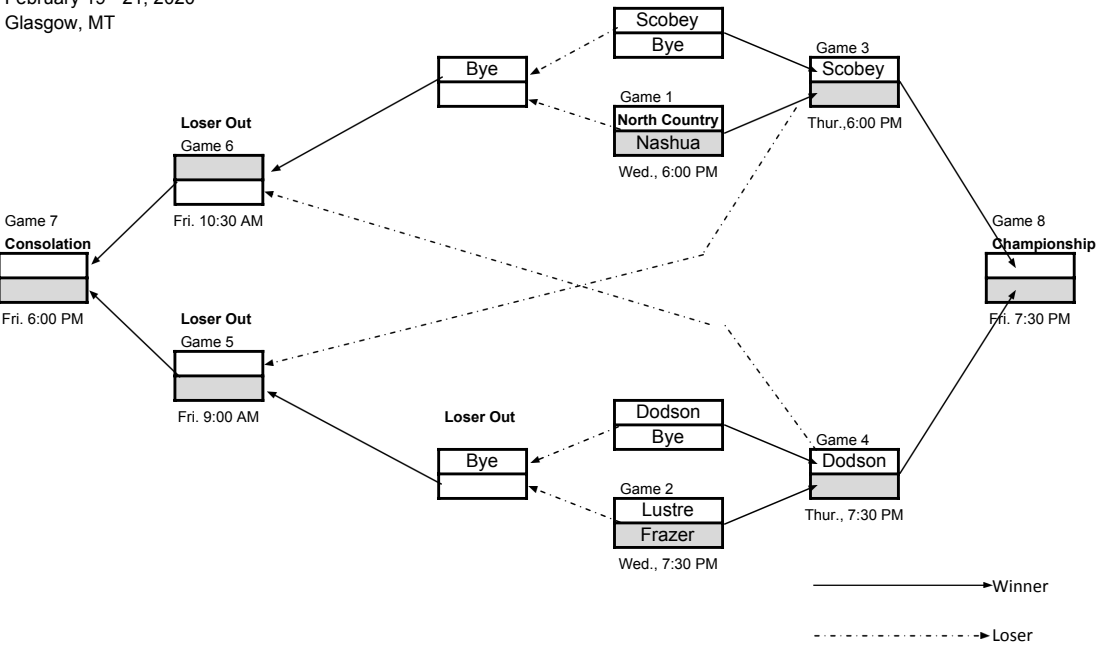 February 19 - 21, 2020
Glasgow, MT
Scobey
Bye
Game 3
Scobey
Thur.,6:00 PM
Bye
Game 1
North Country
Nashua
Wed., 6:00 PM
Loser Out
Game 6
Fri. 10:30 AM
Game 7
Consolation
Fri. 6:00 PM
Game 8
Championship
Fri. 7:30 PM
Loser Out
Game 5
Fri. 9:00 AM
Loser Out
Bye
Dodson
Bye
Game 4
Dodson
Thur., 7:30 PM
Game 2
Lustre
Frazer
Wed., 7:30 PM
Winner
Loser